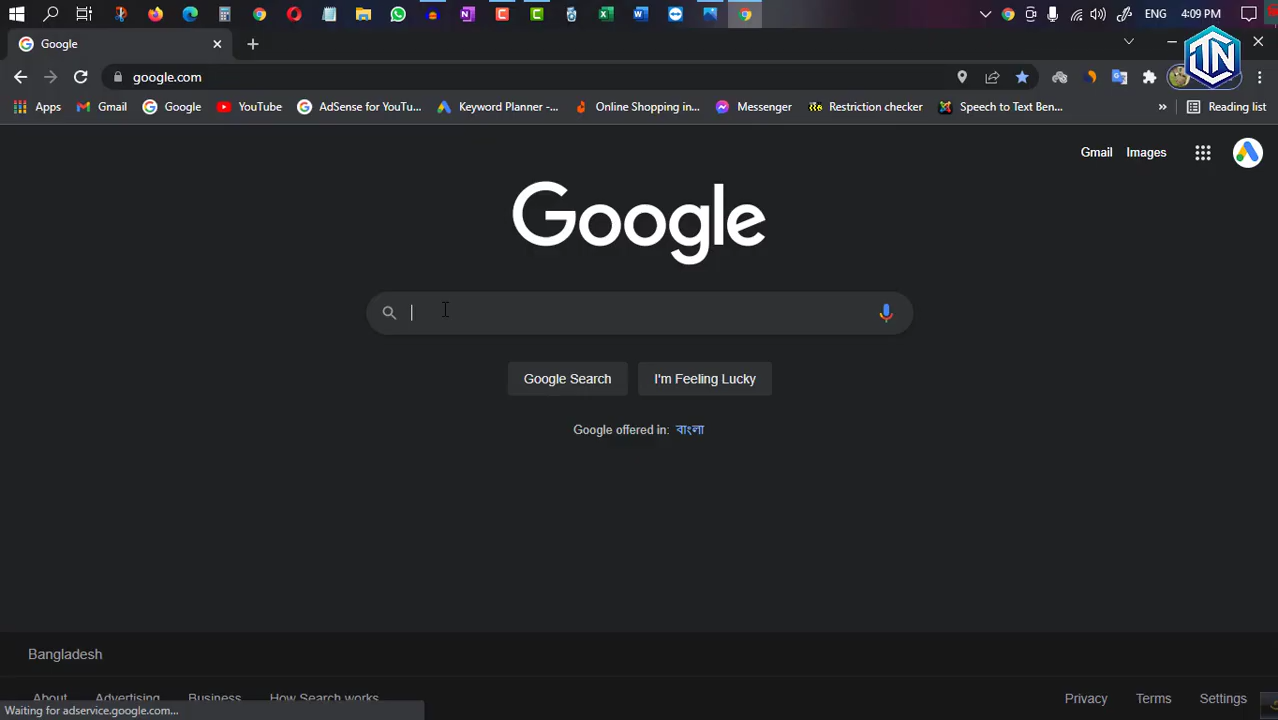 ENG 4:09 PM
Google
TN
google.com
Apps Gmail Google YouTube AdSense for YouTu... Keyword Planner -... Online Shopping in... Messenger Restriction checker Speech to Text Ben... » Reading list
Gmail Images
Google
Google Search I'm Feeling Lucky
Google offered in: বাংলা
Bangladesh
About Advertising Business How Search works Privacy Terms Settings
Waiting for adservice.google.com...